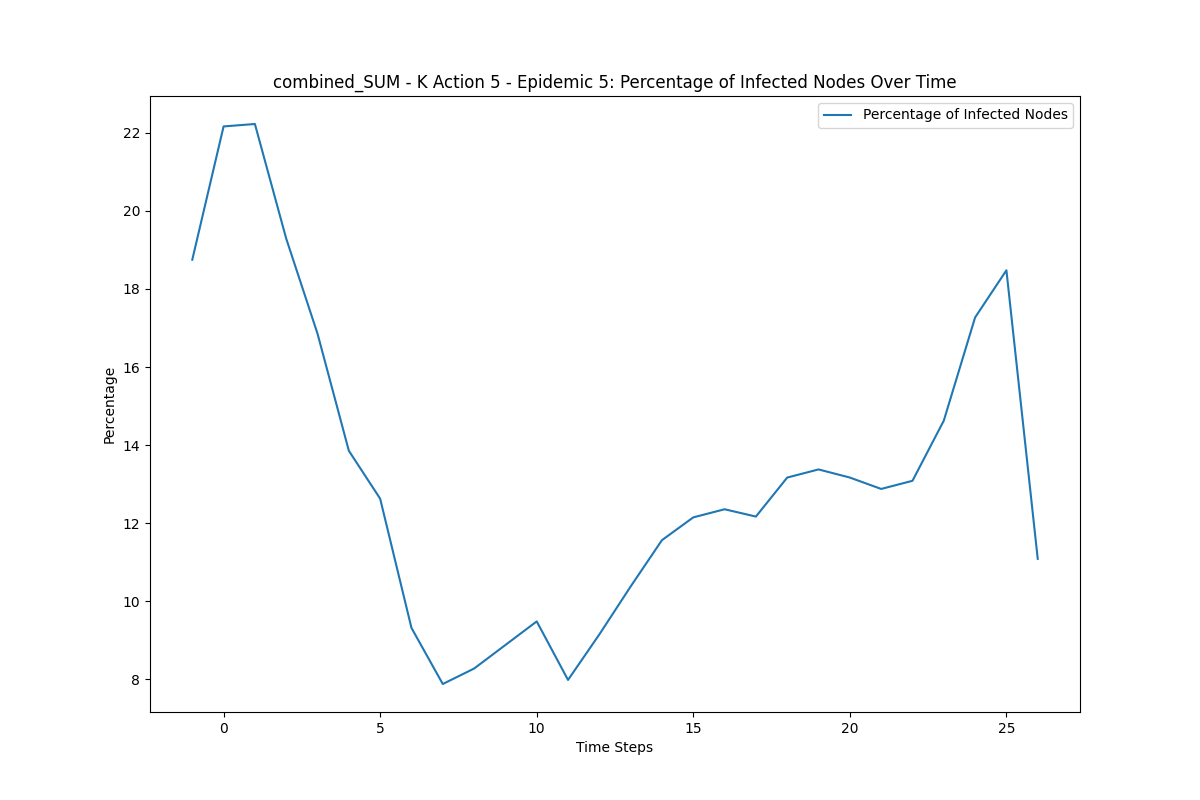 combined_SUM - K Action 5 - Epidemic 5: Percentage of Infected Nodes Over Time
Percentage of Infected Nodes
22
20
18
16
14
12
10
8
Percentage
0 5 10 15 20 25
Time Steps